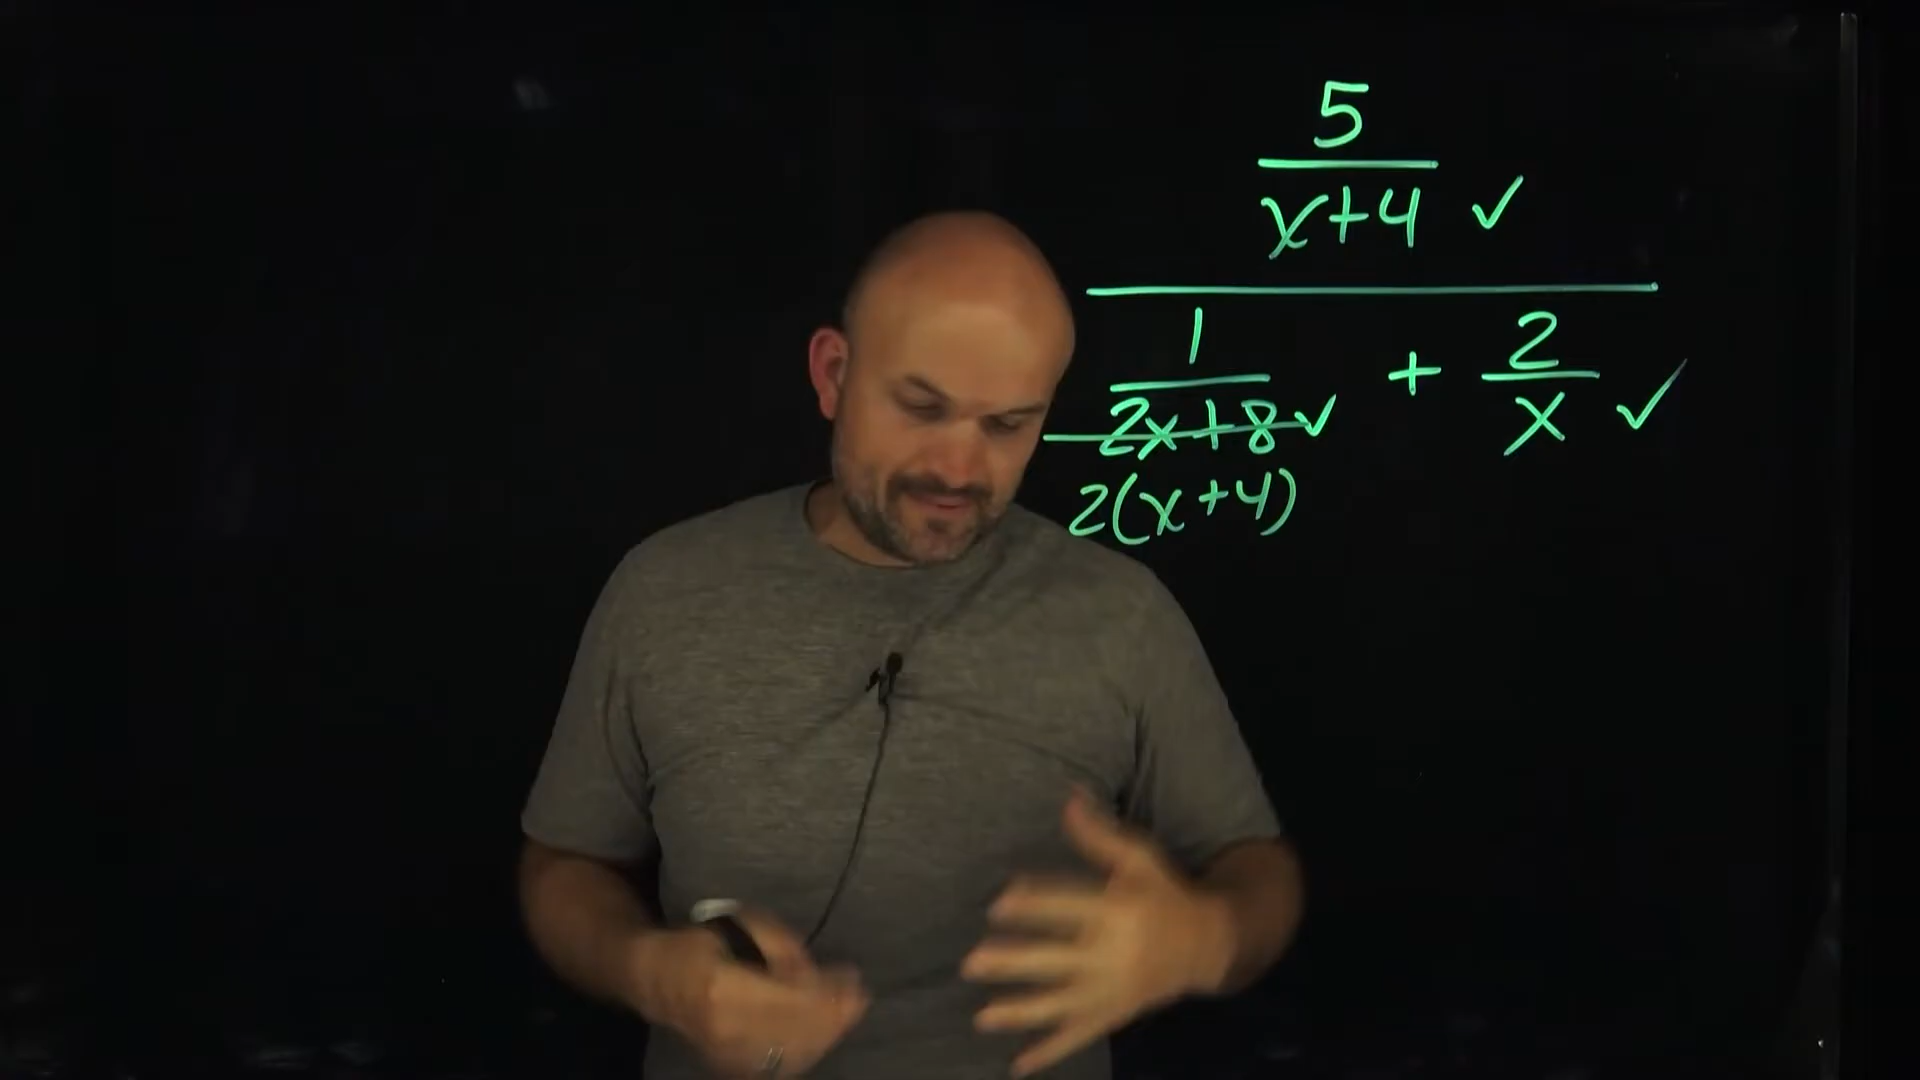 5
x+4 ✓
1 + 2
2x+8 ✓ x ✓
2(x+4)